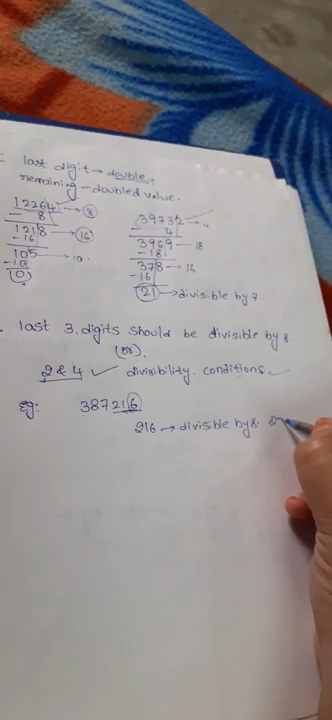 last digit → double.
remaining - doubled value.
12264
- 8 → 8
1218 → 16
- 16
105 → 10
- 10
0
39732 → 4
4
3969 - 18
- 18
378 → 16
- 16
21 → divisible by 7
last 3 digits should be divisible by 8
(or).
2 & 4 ✓ divisibility conditions ✓
Eg: 387216
216 → divisible by 8.